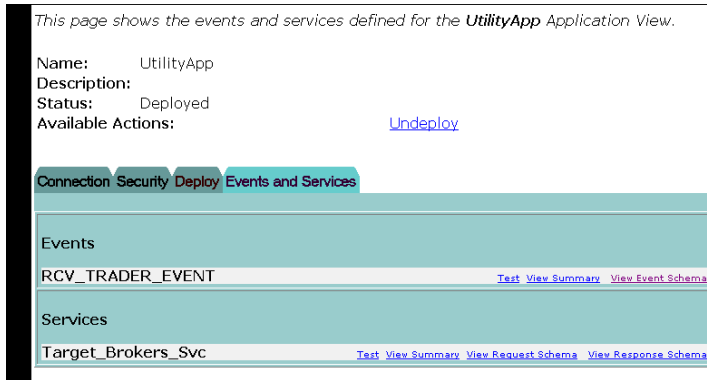 This page shows the events and services defined for the UtilityApp Application View.
Name: UtilityApp
Description:
Status: Deployed
Available Actions: Undeploy
Connection Security Deploy Events and Services
Events
RCV_TRADER_EVENT Test View Summary View Event Schema
Services
Target_Brokers_Svc Test View Summary View Request Schema View Response Schema